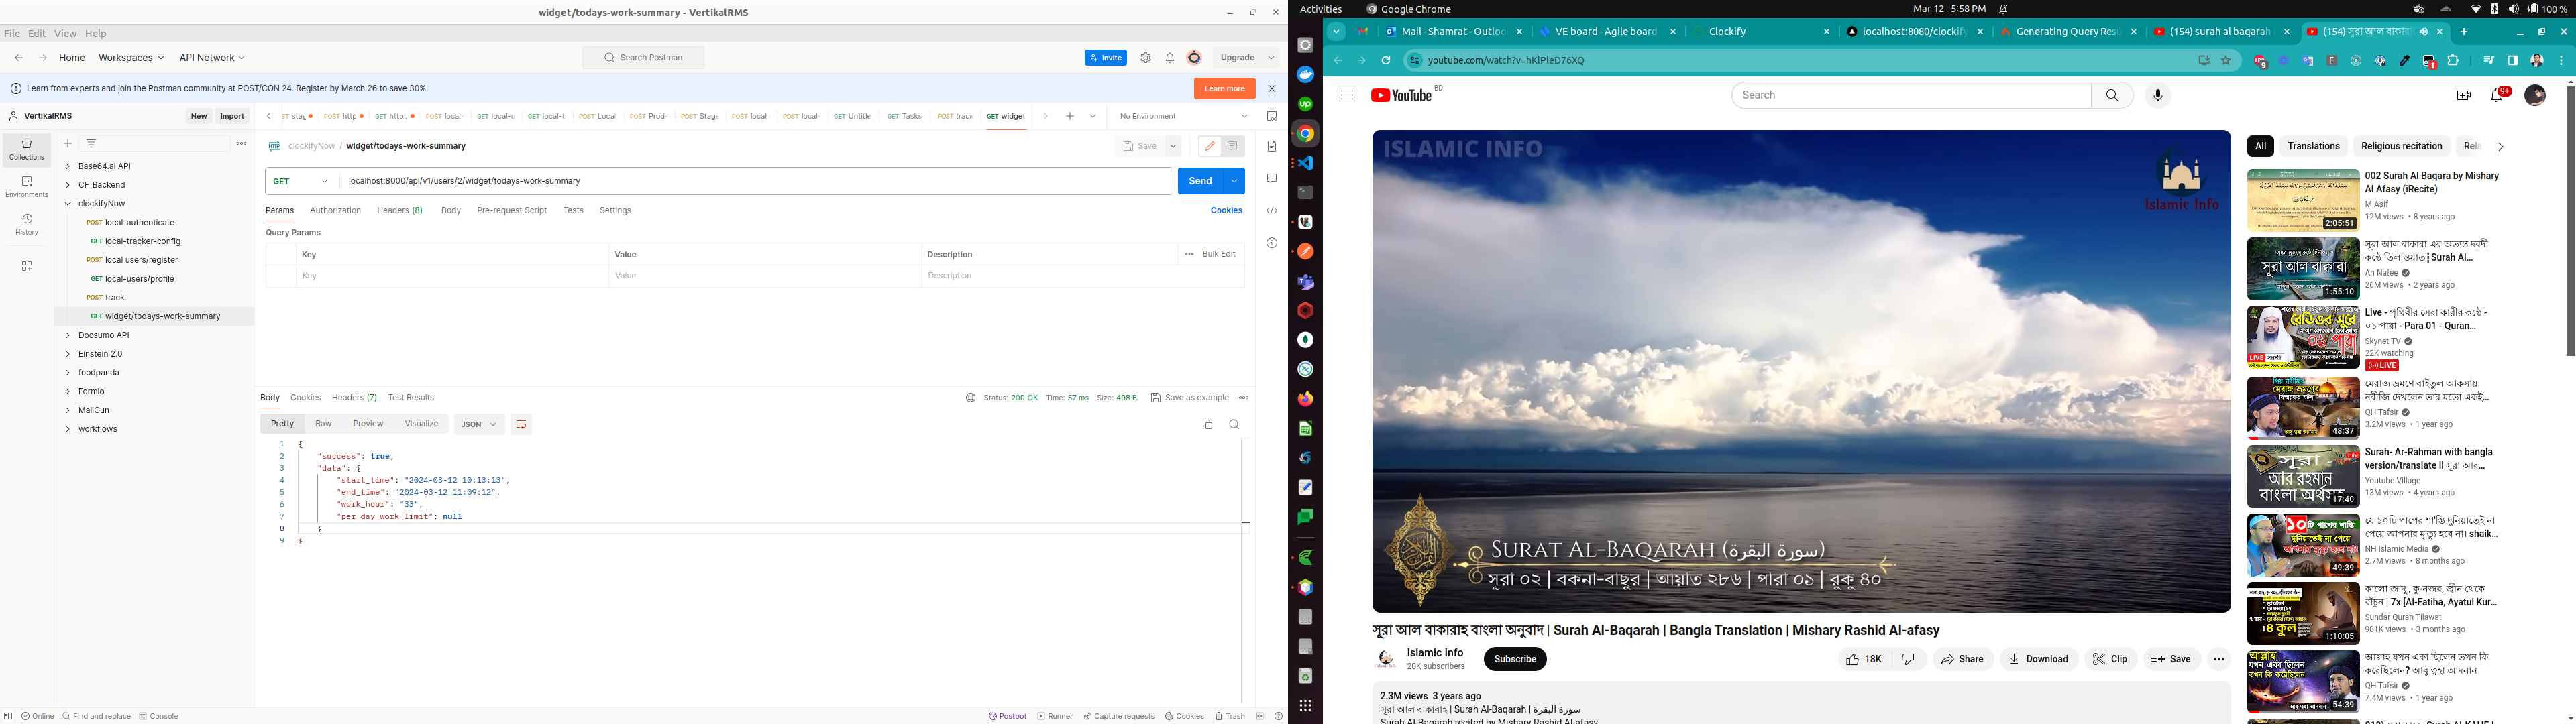 widget/todays-work-summary - VertikalRMS
File Edit View Help
Home Workspaces API Network
Search Postman
Invite
Upgrade
Learn from experts and join the Postman community at POST/CON 24. Register by March 26 to save 30%.
Learn more
VertikalRMS
New Import
POST local- GET local-u GET local-t POST Local POST Prod- POST Stage POST local POST local- GET Untitle GET Tasks POST track GET widget
No Environment
Collections
Environments
History
Base64.ai API
CF_Backend
clockifyNow
POST local-authenticate
GET local-tracker-config
POST local users/register
GET local-users/profile
POST track
GET widget/todays-work-summary
Docsumo API
Einstein 2.0
foodpanda
Formio
MailGun
workflows
clockifyNow / widget/todays-work-summary
Save
GET
localhost:8000/api/v1/users/2/widget/todays-work-summary
Send
Params Authorization Headers (8) Body Pre-request Script Tests Settings
Cookies
Query Params
Key Value Description Bulk Edit
Key Value Description
Body Cookies Headers (7) Test Results
Status: 200 OK Time: 57 ms Size: 498 B Save as example
Pretty Raw Preview Visualize JSON
1 {
2 "success": true,
3 "data": {
4 "start_time": "2024-03-12 10:13:13",
5 "end_time": "2024-03-12 11:09:12",
6 "work_hour": "33",
7 "per_day_work_limit": null
8 }
9 }
Online Find and replace Console
Postbot Runner Capture requests Cookies Trash
Activities Google Chrome
Mar 12 5:58 PM
100 %
Mail - Shamrat - Outloo
VE board - Agile board
Clockify
localhost:8080/clockify
Generating Query Resu
(154) surah al baqarah
(154) সূরা আল বাকারা
youtube.com/watch?v=hKlPleD76XQ
YouTube BD
Search
9+
ISLAMIC INFO
Islamic Info
SURAT AL-BAQARAH (سورة البقرة)
সূরা ০২ | বকনা-বাছুর | আয়াত ২৮৬ | পারা ০১ | রুকু ৪০
সূরা আল বাকারাহ বাংলা অনুবাদ | Surah Al-Baqarah | Bangla Translation | Mishary Rashid Al-afasy
Islamic Info
20K subscribers
Subscribe
18K
Share
Download
Clip
Save
2.3M views 3 years ago
সূরা আল বাকারাহ | Surah Al-Baqarah | سورة البقرة
Surah Al-Baqarah recited by Mishary Rashid Al-afasy
All Translations Religious recitation Rela
2:05:51
002 Surah Al Baqara by Mishary
Al Afasy (iRecite)
M Asif
12M views • 8 years ago
সূরা আল বাক্বারা
1:55:10
সূরা আল বাকারা এর অত্যন্ত দরদী
কন্ঠে তিলাওয়াত¦ Surah Al...
An Nafee
26M views • 2 years ago
রেডিওর সুরে
০১ পারা
LIVE
Live - পৃথিবীর সেরা কারীর কণ্ঠে -
০১ পারা - Para 01 - Quran...
Skynet TV
22K watching
LIVE
48:37
মেরাজ ভ্রমণে বাইতুল আকসায়
নবীজি দেখলেন তার মতো একই...
QH Tafsir
3.2M views • 1 year ago
সূরা
আর রহমান
বাংলা অর্থসহ
17:40
Surah- Ar-Rahman with bangla
version/translate ll সূরা আর...
Youtube Village
13M views • 4 years ago
১০টি পাপের শাস্তি
49:39
যে ১০টি পাপের শাস্তি দুনিয়াতেই না
পেয়ে আপনার মৃত্যু হবে না। shaik...
NH Islamic Media
2.7M views • 8 months ago
৪ কুল
1:10:05
কালো জাদু , কু-নজর, জ্বীন থেকে
বাঁচুন | 7x [Al-Fatiha, Ayatul Kur...
Sundar Quran Tilawat
981K views • 3 months ago
আল্লাহ
যখন একা ছিলেন
54:39
আল্লাহ যখন একা ছিলেন তখন কি
করেছিলেন? আবু ত্বহা আদনান
QH Tafsir
7.4M views • 1 year ago